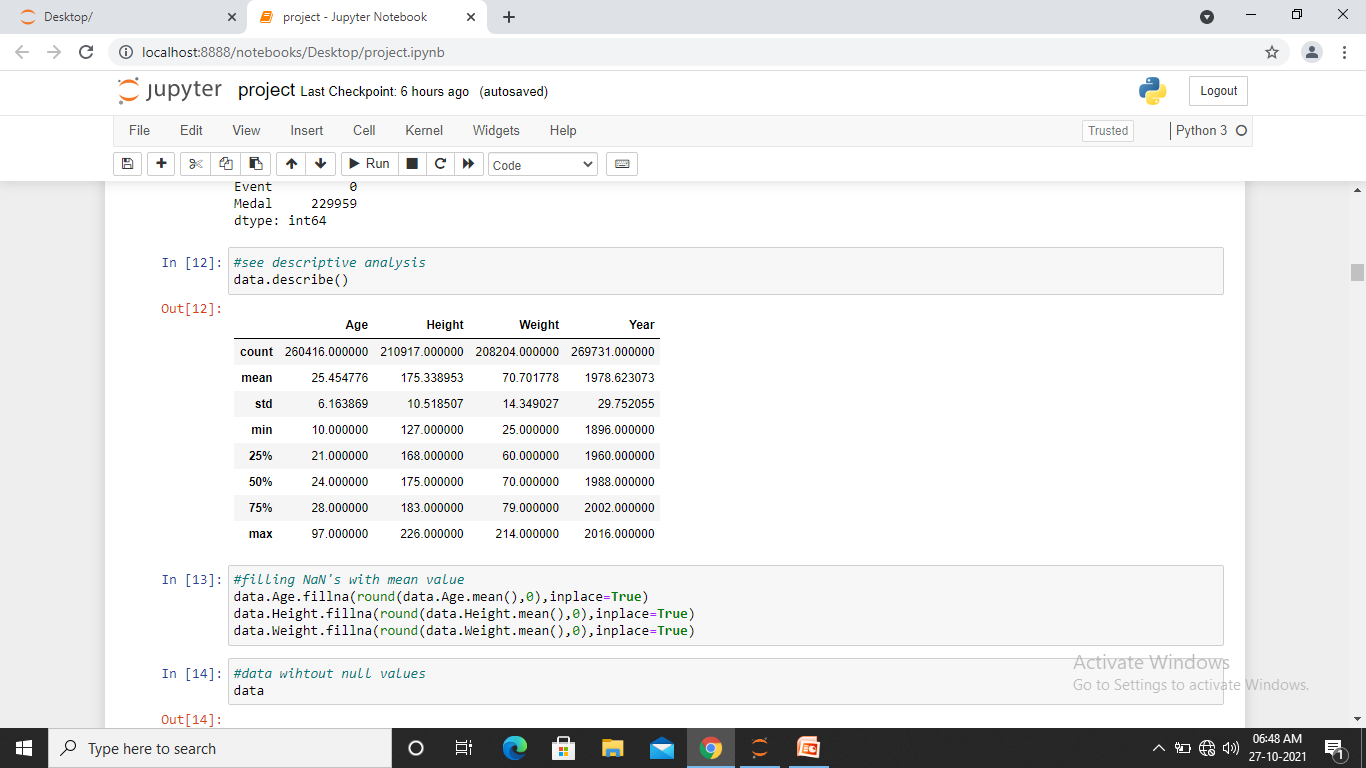 Desktop/
project - Jupyter Notebook
localhost:8888/notebooks/Desktop/project.ipynb
jupyter project Last Checkpoint: 6 hours ago (autosaved)
Logout
File Edit View Insert Cell Kernel Widgets Help
Trusted
Python 3
Run
Code
Event 0
Medal 229959
dtype: int64
In [12]: #see descriptive analysis
data.describe()
Out[12]:
Age Height Weight Year
count 260416.000000 210917.000000 208204.000000 269731.000000
mean 25.454776 175.338953 70.701778 1978.623073
std 6.163869 10.518507 14.349027 29.752055
min 10.000000 127.000000 25.000000 1896.000000
25% 21.000000 168.000000 60.000000 1960.000000
50% 24.000000 175.000000 70.000000 1988.000000
75% 28.000000 183.000000 79.000000 2002.000000
max 97.000000 226.000000 214.000000 2016.000000
In [13]: #filling NaN's with mean value
data.Age.fillna(round(data.Age.mean(),0),inplace=True)
data.Height.fillna(round(data.Height.mean(),0),inplace=True)
data.Weight.fillna(round(data.Weight.mean(),0),inplace=True)
In [14]: #data wihtout null values
data
Out[14]:
Activate Windows
Go to Settings to activate Windows.
Type here to search
06:48 AM
27-10-2021
1